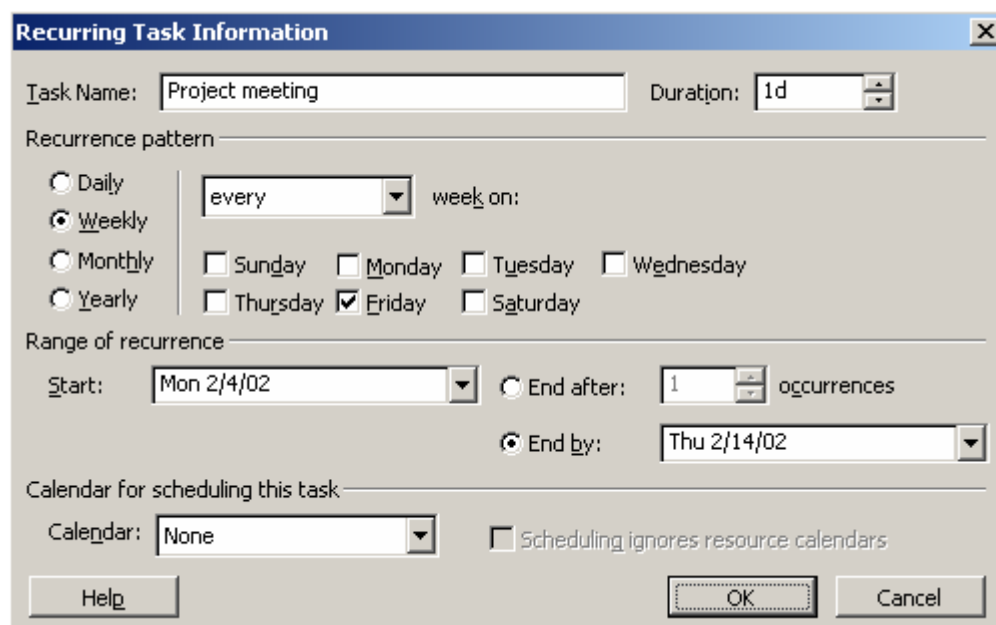 Recurring Task Information
Task Name: Project meeting Duration: 1d
Recurrence pattern
Daily
every week on:
Weekly
Monthly Sunday Monday Tuesday Wednesday
Yearly Thursday Friday Saturday
Range of recurrence
Start: Mon 2/4/02 End after: 1 occurrences
End by: Thu 2/14/02
Calendar for scheduling this task
Calendar: None Scheduling ignores resource calendars
Help OK Cancel